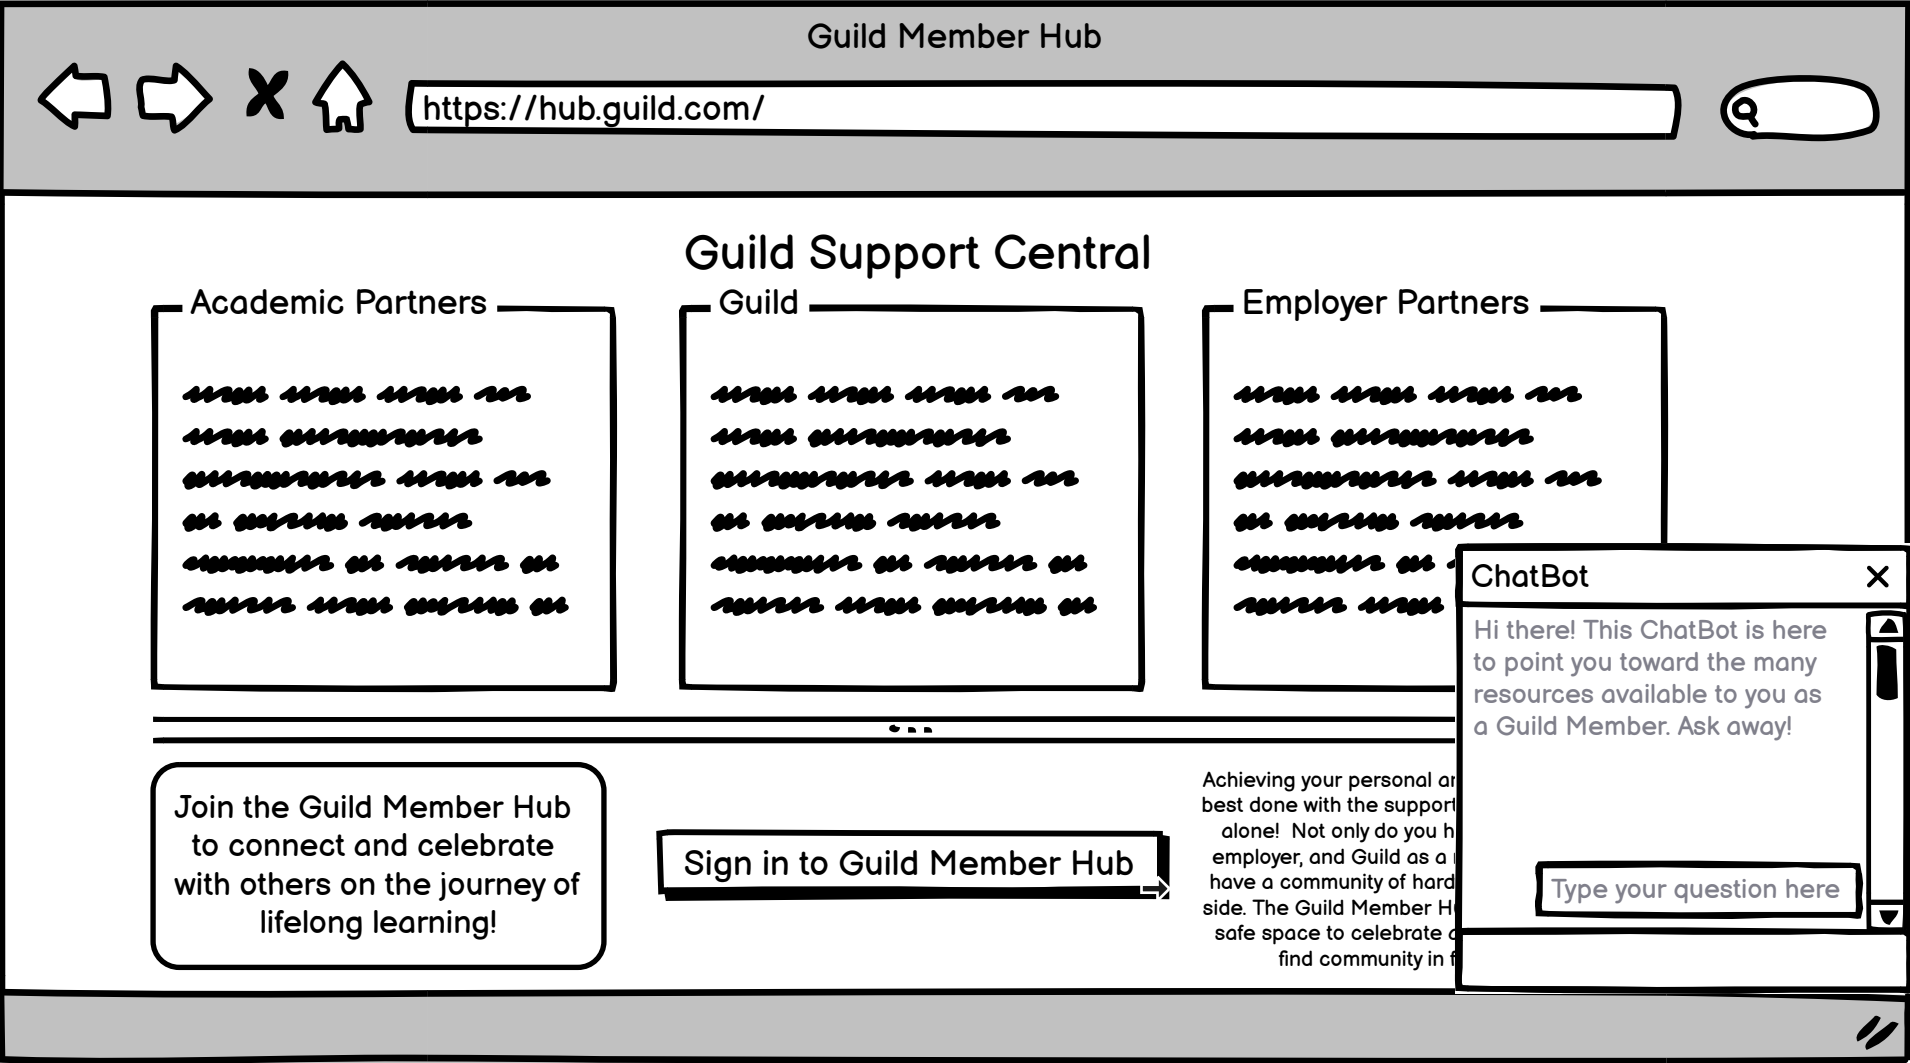 Guild Member Hub
https://hub.guild.com/
Guild Support Central
Academic Partners
Guild
Employer Partners
ChatBot
Hi there! This ChatBot is here
to point you toward the many
resources available to you as
a Guild Member. Ask away!
Type your question here
Join the Guild Member Hub
to connect and celebrate
with others on the journey of
lifelong learning!
Sign in to Guild Member Hub
Achieving your personal
best done with the support
alone! Not only do you
employer, and Guild as a
have a community of hard
side. The Guild Member
safe space to celebrate
find community in